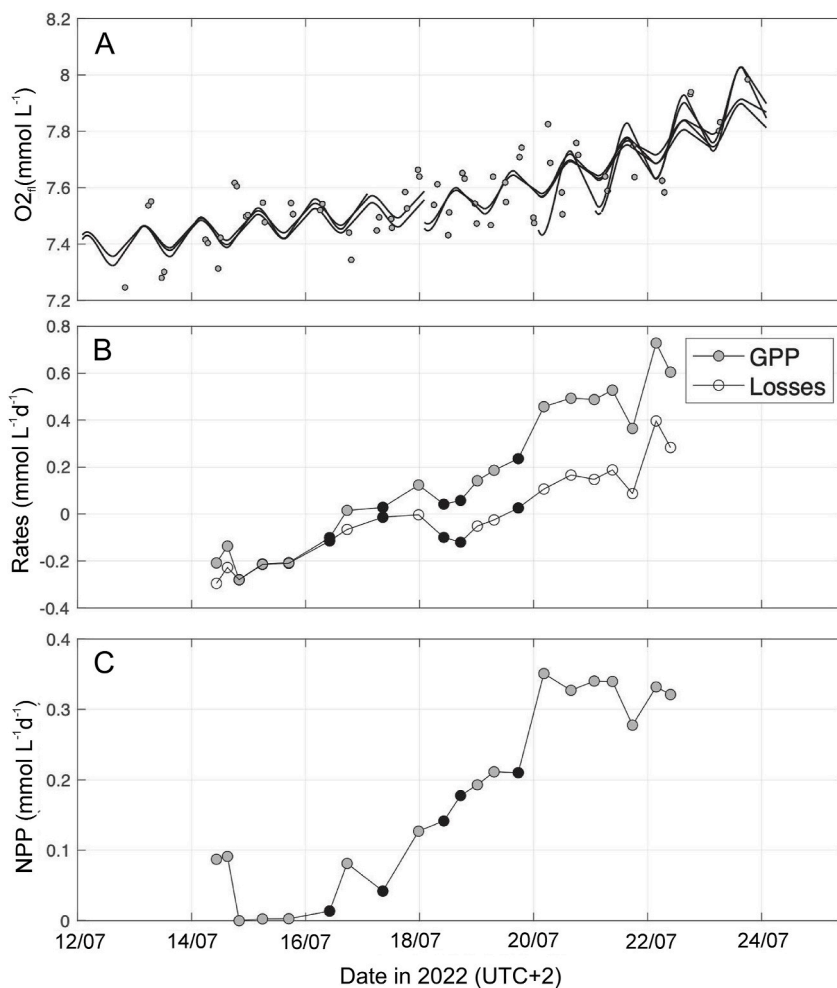 A
8.2
8
7.8
7.6
7.4
7.2
O2fl(mmol L-1)
B
0.8
0.6
0.4
0.2
0
-0.2
-0.4
Rates (mmol L-1d-1)
GPP
Losses
C
0.4
0.3
0.2
0.1
0
NPP (mmol L-1d-1)
12/07 14/07 16/07 18/07 20/07 22/07 24/07
Date in 2022 (UTC+2)